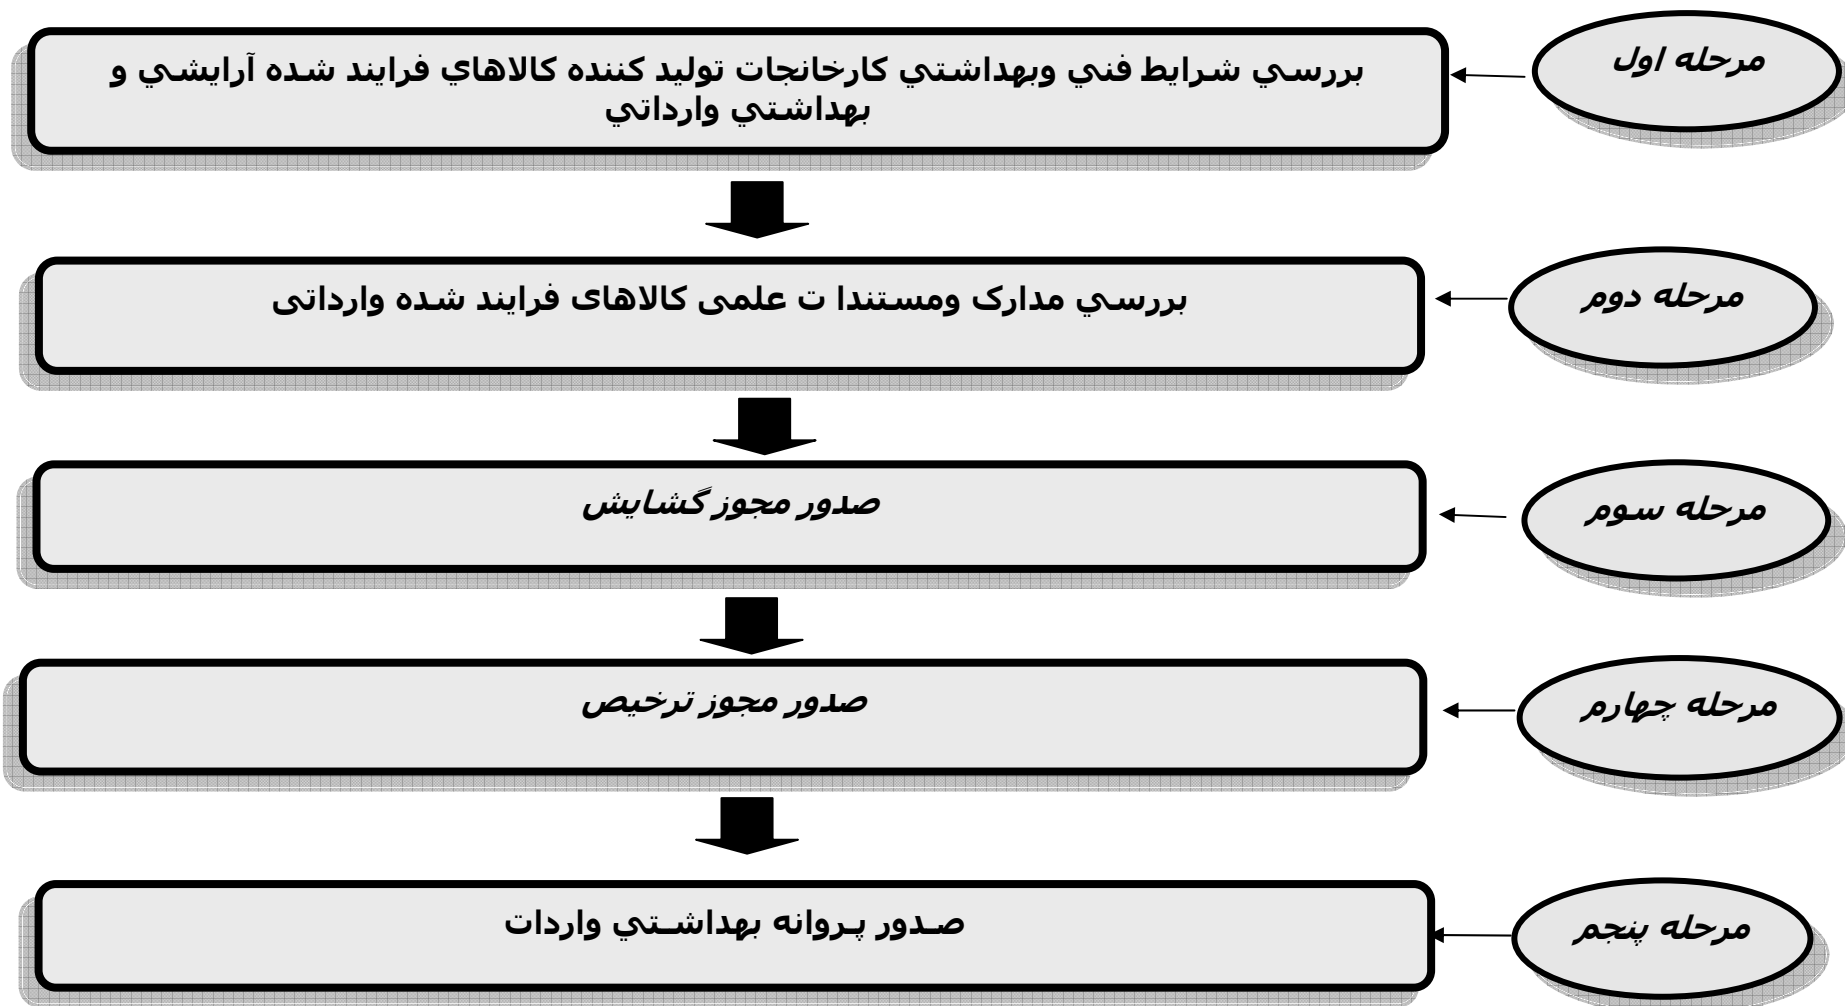 مرحله اول
بررسي شرايط فني وبهداشتي كارخانجات توليد كننده كالاهاي فرايند شده آرايشي و
بهداشتي وارداتي
مرحله دوم
بررسي مدارک ومستندا ت علمی کالاهای فرایند شده وارداتی
مرحله سوم
صدور مجوز گشایش
مرحله چهارم
صدور مجوز ترخیص
مرحله پنجم
صدور پروانه بهداشتي واردات